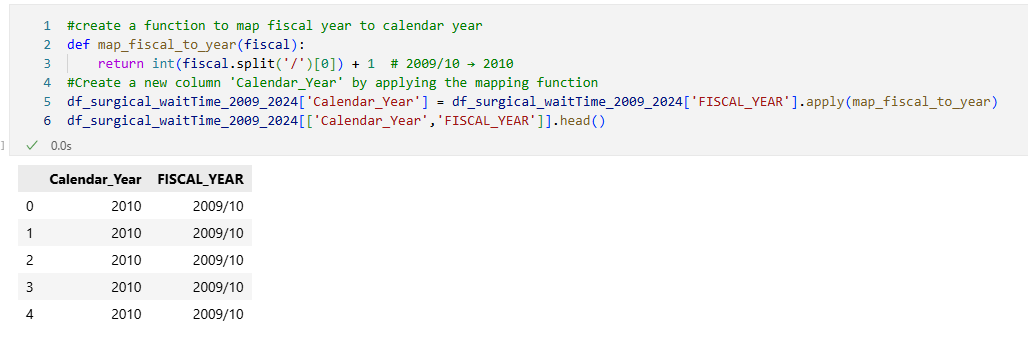 1 #create a function to map fiscal year to calendar year
2 def map_fiscal_to_year(fiscal):
3     return int(fiscal.split('/')[0]) + 1  # 2009/10 → 2010
4 #Create a new column 'Calendar_Year' by applying the mapping function
5 df_surgical_waitTime_2009_2024['Calendar_Year'] = df_surgical_waitTime_2009_2024['FISCAL_YEAR'].apply(map_fiscal_to_year)
6 df_surgical_waitTime_2009_2024[['Calendar_Year','FISCAL_YEAR']].head()
] ✓ 0.0s
Calendar_Year FISCAL_YEAR
0 2010 2009/10
1 2010 2009/10
2 2010 2009/10
3 2010 2009/10
4 2010 2009/10